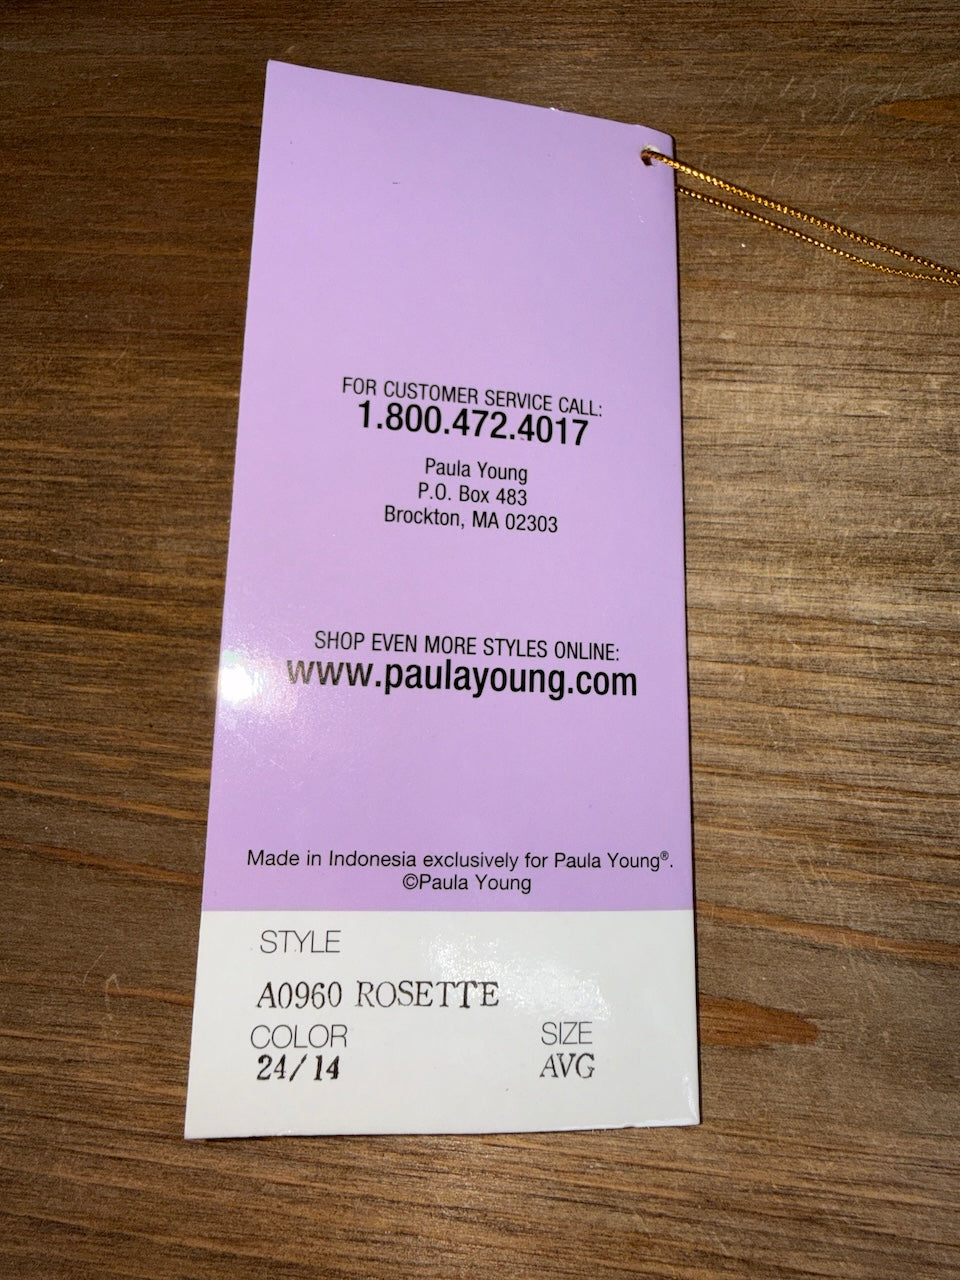 FOR CUSTOMER SERVICE CALL:
1.800.472.4017
Paula Young
P.O. Box 483
Brockton, MA 02303
SHOP EVEN MORE STYLES ONLINE:
www.paulayoung.com
Made in Indonesia exclusively for Paula Young®.
©Paula Young
STYLE
A0960 ROSETTE
COLOR SIZE
24/14 AVG